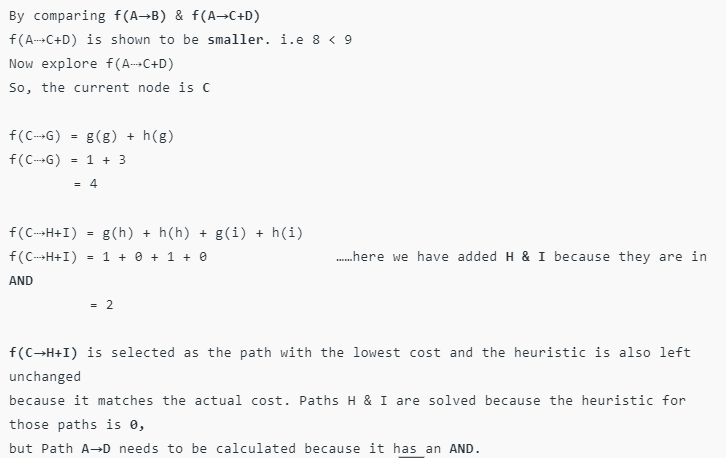 By comparing f(A→B) & f(A→C+D)
f(A⇢C+D) is shown to be smaller. i.e 8 < 9
Now explore f(A⇢C+D)
So, the current node is C
f(C⇢G) = g(g) + h(g)
f(C⇢G) = 1 + 3
= 4
f(C⇢H+I) = g(h) + h(h) + g(i) + h(i)
f(C⇢H+I) = 1 + 0 + 1 + 0 ……here we have added H & I because they are in
AND
= 2
f(C→H+I) is selected as the path with the lowest cost and the heuristic is also left
unchanged
because it matches the actual cost. Paths H & I are solved because the heuristic for
those paths is 0,
but Path A→D needs to be calculated because it has an AND.